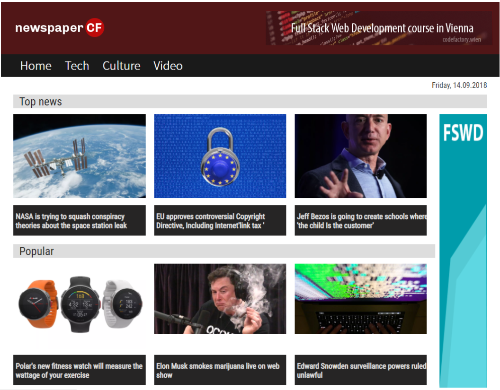 newspaper CF
Full Stack Web Development course in Vienna
codefactory.wien
Home Tech Culture Video
Friday, 14.09.2018
Top news
FSWD
NASA is trying to squash conspiracy
theories about the space station leak
EU approves controversial Copyright
Directive, Including Internet'link tax '
Jeff Bezos is going to create schools where
'the child Is the customer'
Popular
OCOM
Polar's new fitness watch will measure the
wattage of your exercise
Elon Musk smokes marijuana live on web
show
Edward Snowden surveillance powers ruled
unlawful